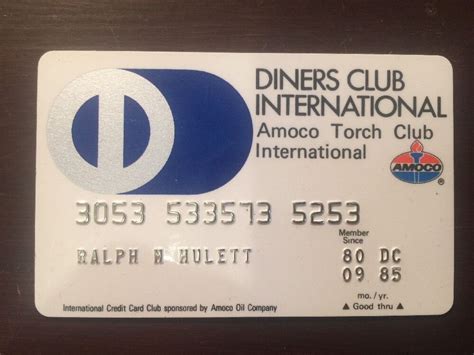 DINERS CLUB
INTERNATIONAL
Amoco Torch Club
International
AMOCO
®
3053 533573 5253
Member
Since
RALPH H HULETT 80 DC
09 85
mo. / yr.
International Credit Card Club sponsored by Amoco Oil Company ▲ Good thru ▲